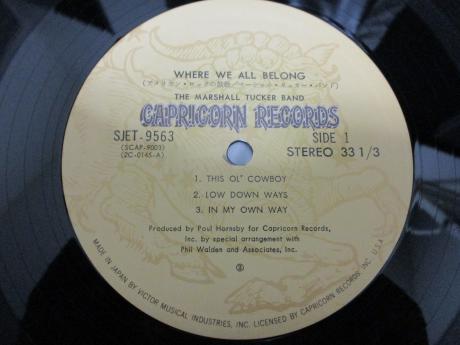 WHERE WE ALL BELONG
(アメリカン・ロックの鼓動/マーシャル・タッカー・バンド)
THE MARSHALL TUCKER BAND
CAPRICORN RECORDS
SJET-9563
SIDE 1
(SCAP-9003)
(2C-0145-A)
STEREO 33 1/3
1. THIS OL' COWBOY
2. LOW DOWN WAYS
3. IN MY OWN WAY
Produced by Paul Hornsby for Capricorn Records,
Inc. by special arrangement with
Phil Walden and Associates, Inc.
MADE IN JAPAN BY VICTOR MUSICAL INDUSTRIES, INC. LICENSED BY CAPRICORN RECORDS INC. U.S.A.